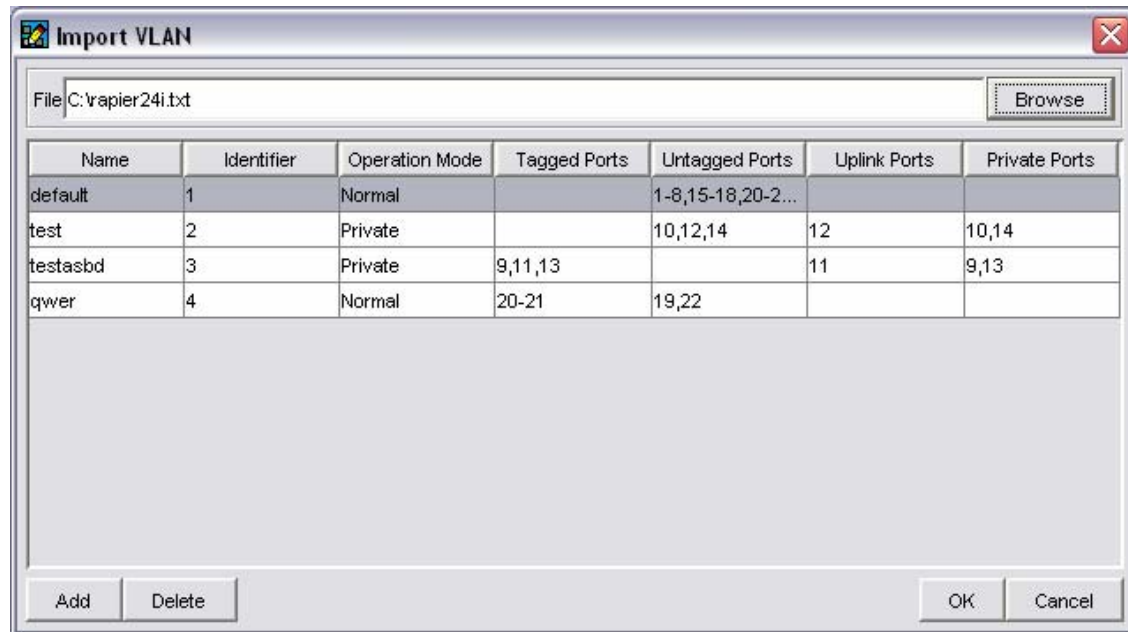 Import VLAN
File C:\rapier24i.txt Browse
Name Identifier Operation Mode Tagged Ports Untagged Ports Uplink Ports Private Ports
default 1 Normal 1-8,15-18,20-2...
test 2 Private 10,12,14 12 10,14
testasbd 3 Private 9,11,13 11 9,13
qwer 4 Normal 20-21 19,22
Add Delete OK Cancel